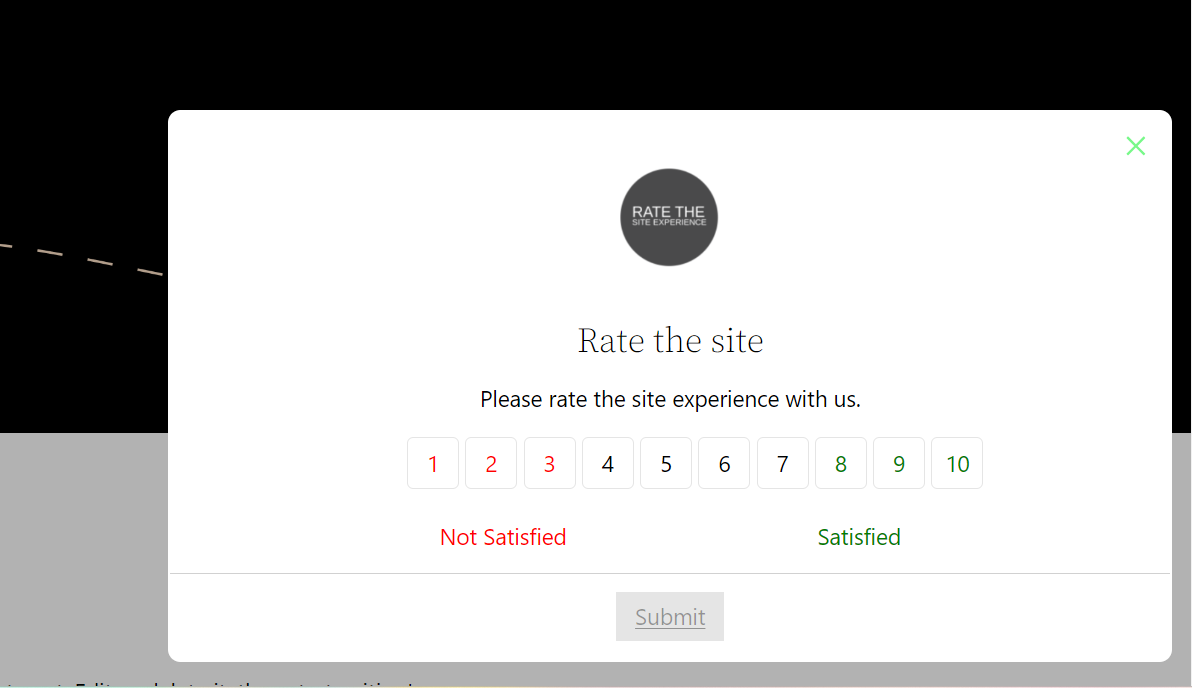 RATE THE
SITE EXPERIENCE
Rate the site
Please rate the site experience with us.
1 2 3 4 5 6 7 8 9 10
Not Satisfied Satisfied
Submit